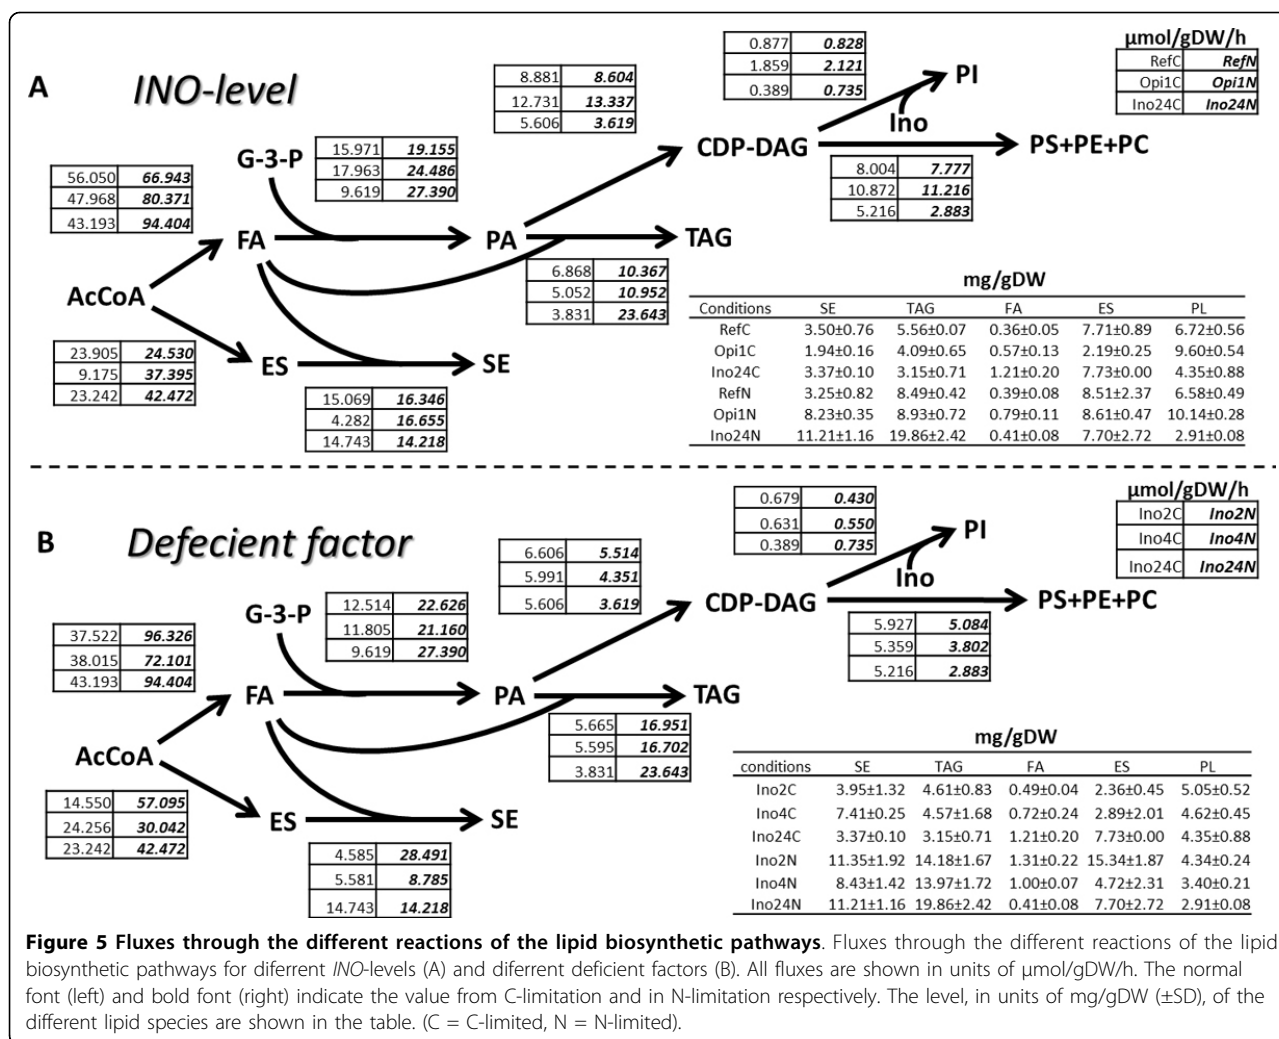 A
INO-level
0.877 0.828
1.859 2.121
0.389 0.735
µmol/gDW/h
RefC RefN
Opi1C Opi1N
Ino24C Ino24N
8.881 8.604
12.731 13.337
5.606 3.619
PI
Ino
G-3-P
15.971 19.155
17.963 24.486
9.619 27.390
CDP-DAG
PS+PE+PC
56.050 66.943
47.968 80.371
43.193 94.404
8.004 7.777
10.872 11.216
5.216 2.883
FA
PA
TAG
6.868 10.367
5.052 10.952
3.831 23.643
AcCoA
23.905 24.530
9.175 37.395
23.242 42.472
ES
SE
15.069 16.346
4.282 16.655
14.743 14.218
mg/gDW
Conditions SE TAG FA ES PL
RefC 3.50±0.76 5.56±0.07 0.36±0.05 7.71±0.89 6.72±0.56
Opi1C 1.94±0.16 4.09±0.65 0.57±0.13 2.19±0.25 9.60±0.54
Ino24C 3.37±0.10 3.15±0.71 1.21±0.20 7.73±0.00 4.35±0.88
RefN 3.25±0.82 8.49±0.42 0.39±0.08 8.51±2.37 6.58±0.49
Opi1N 8.23±0.35 8.93±0.72 0.79±0.11 8.61±0.47 10.14±0.28
Ino24N 11.21±1.16 19.86±2.42 0.41±0.08 7.70±2.72 2.91±0.08
B
Defecient factor
0.679 0.430
0.631 0.550
0.389 0.735
µmol/gDW/h
Ino2C Ino2N
Ino4C Ino4N
Ino24C Ino24N
6.606 5.514
5.991 4.351
5.606 3.619
PI
Ino
G-3-P
12.514 22.626
11.805 21.160
9.619 27.390
CDP-DAG
PS+PE+PC
37.522 96.326
38.015 72.101
43.193 94.404
5.927 5.084
5.359 3.802
5.216 2.883
FA
PA
TAG
5.665 16.951
5.595 16.702
3.831 23.643
AcCoA
14.550 57.095
24.256 30.042
23.242 42.472
ES
SE
4.585 28.491
5.581 8.785
14.743 14.218
mg/gDW
conditions SE TAG FA ES PL
Ino2C 3.95±1.32 4.61±0.83 0.49±0.04 2.36±0.45 5.05±0.52
Ino4C 7.41±0.25 4.57±1.68 0.72±0.24 2.89±2.01 4.62±0.45
Ino24C 3.37±0.10 3.15±0.71 1.21±0.20 7.73±0.00 4.35±0.88
Ino2N 11.35±1.92 14.18±1.67 1.31±0.22 15.34±1.87 4.34±0.24
Ino4N 8.43±1.42 13.97±1.72 1.00±0.07 4.72±2.31 3.40±0.21
Ino24N 11.21±1.16 19.86±2.42 0.41±0.08 7.70±2.72 2.91±0.08
Figure 5 Fluxes through the different reactions of the lipid biosynthetic pathways. Fluxes through the different reactions of the lipid
biosynthetic pathways for diferrent INO-levels (A) and diferrent deficient factors (B). All fluxes are shown in units of µmol/gDW/h. The normal
font (left) and bold font (right) indicate the value from C-limitation and in N-limitation respectively. The level, in units of mg/gDW (±SD), of the
different lipid species are shown in the table. (C = C-limited, N = N-limited).